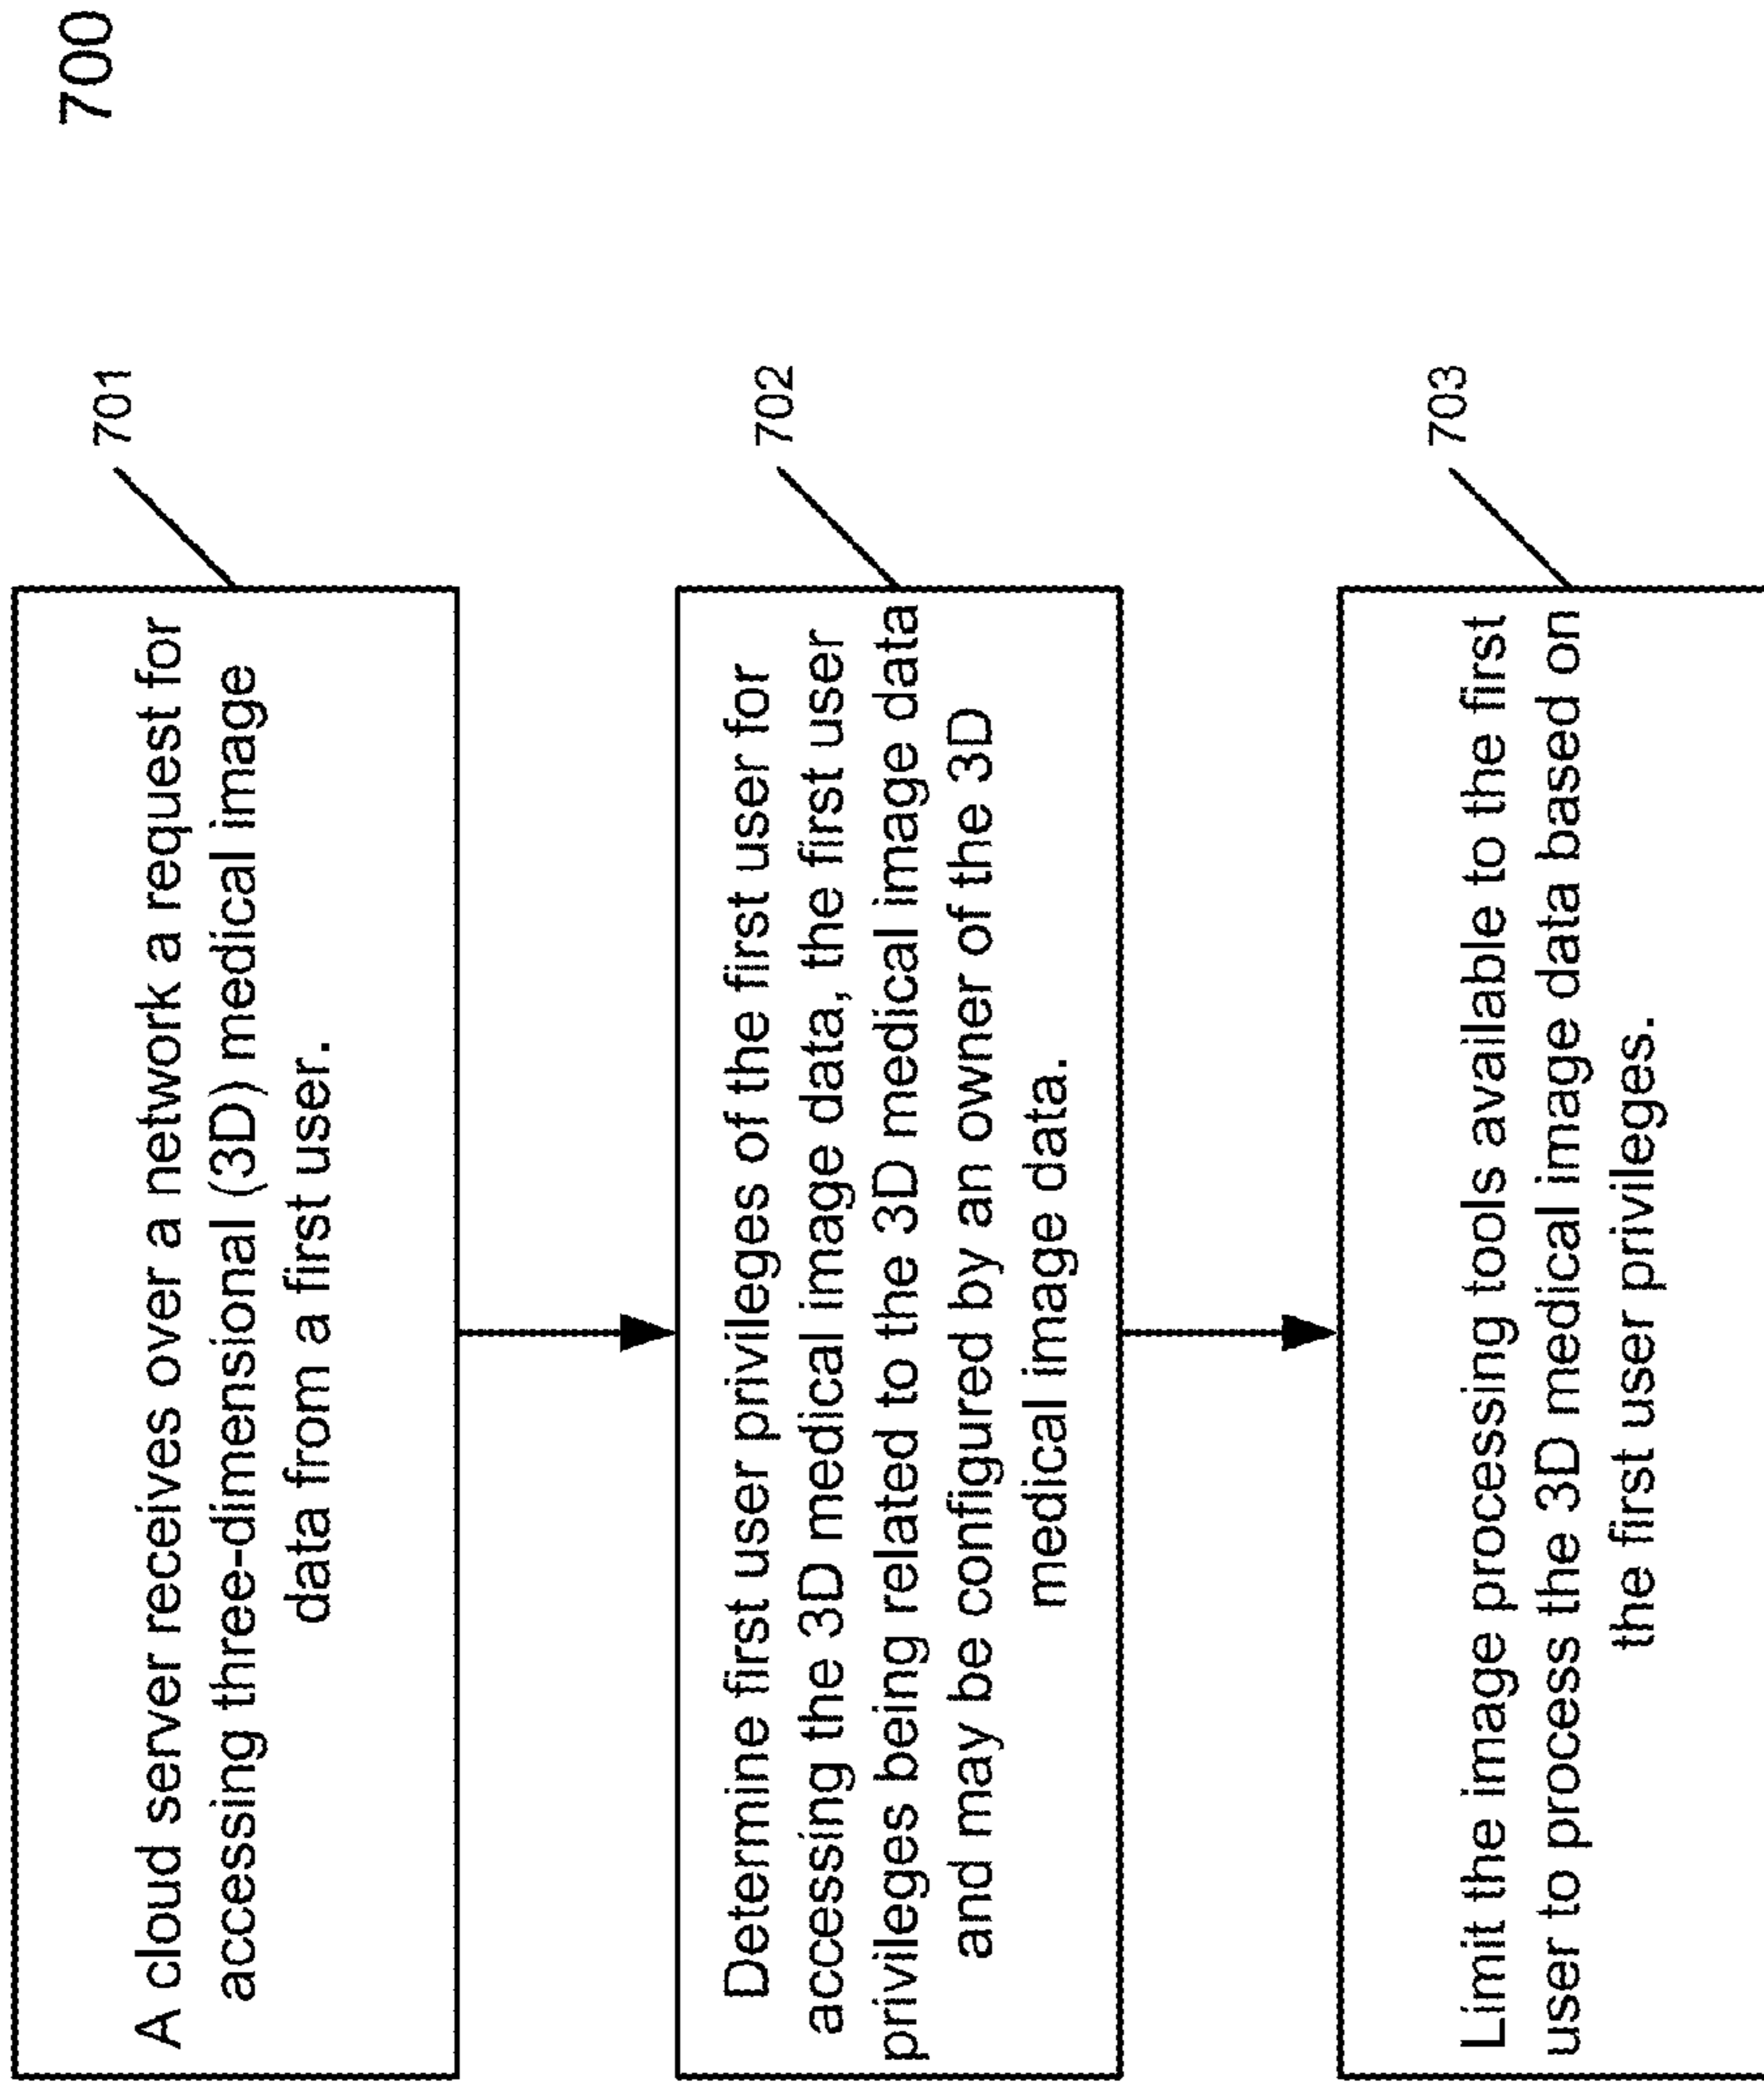 700
701
A cloud server receives over a network a request for
accessing three-dimensional (3D) medical image
data from a first user.
702
Determine first user privileges of the first user for
accessing the 3D medical image data, the first user
privileges being related to the 3D medical image data
and may be configured by an owner of the 3D
medical image data.
703
Limit the image processing tools available to the first
user to process the 3D medical image data based on
the first user privileges.